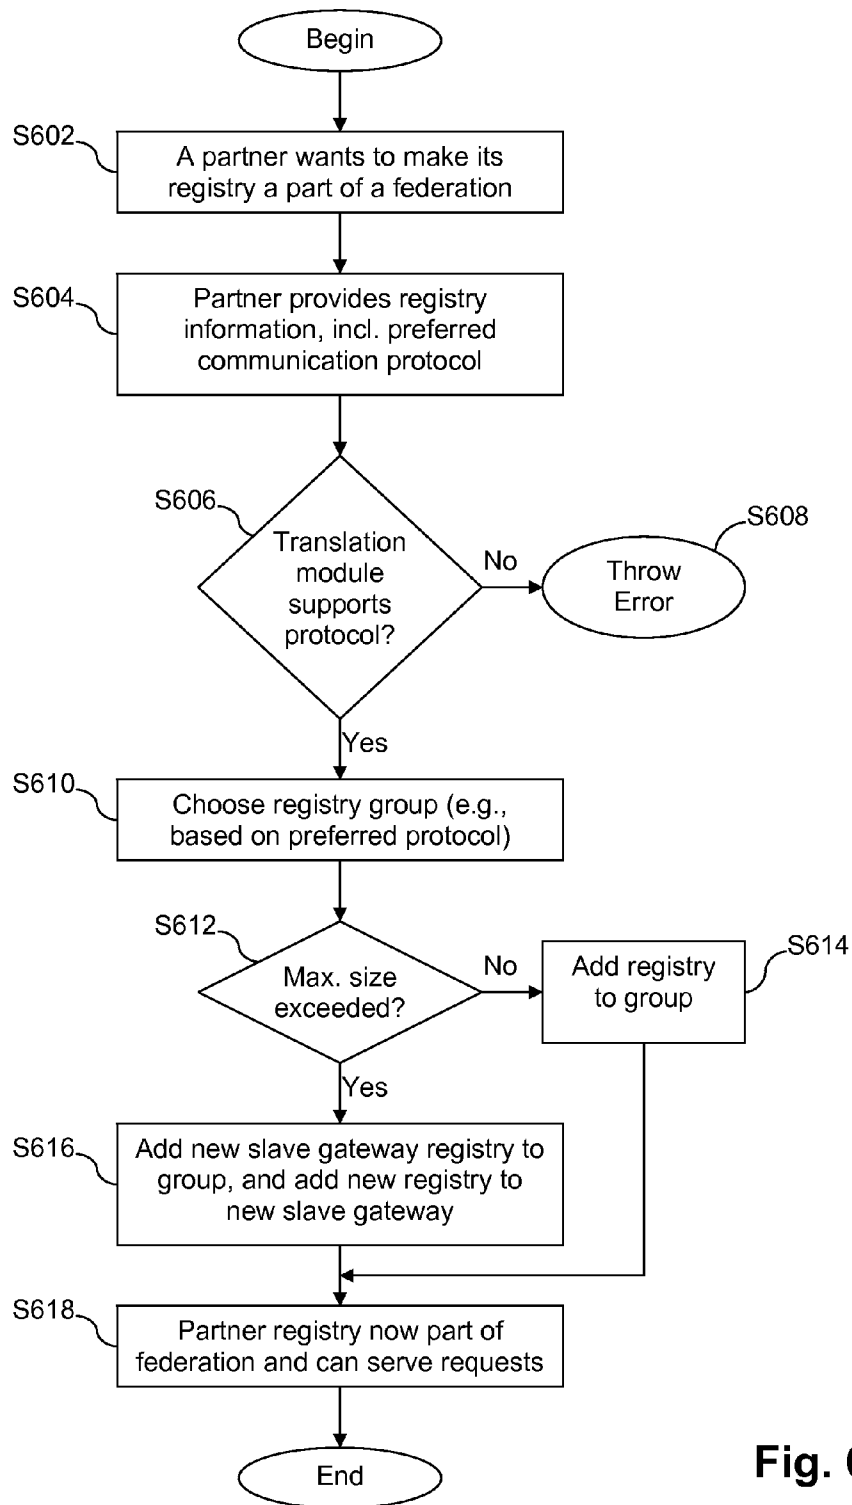 Begin
S602
A partner wants to make its
registry a part of a federation
S604
Partner provides registry
information, incl. preferred
communication protocol
S606
Translation
module
supports
protocol?
No
S608
Throw
Error
Yes
S610
Choose registry group (e.g.,
based on preferred protocol)
S612
Max. size
exceeded?
No
S614
Add registry
to group
Yes
S616
Add new slave gateway registry to
group, and add new registry to
new slave gateway
S618
Partner registry now part of
federation and can serve requests
End
Fig.